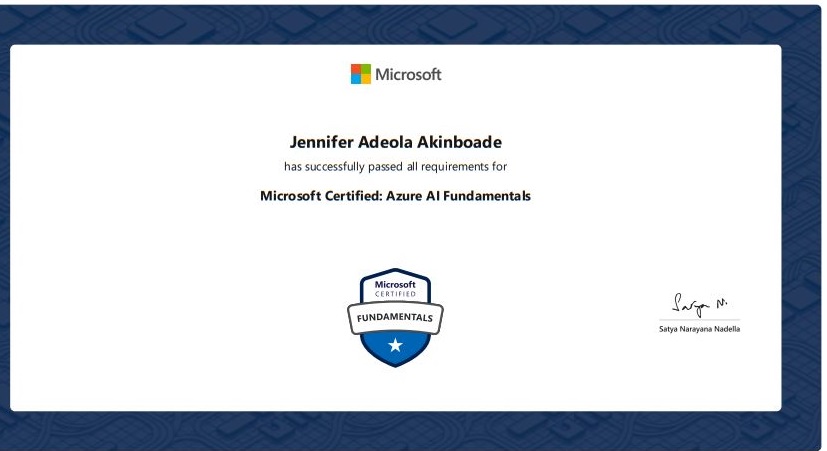 Microsoft
Jennifer Adeola Akinboade
has successfully passed all requirements for
Microsoft Certified: Azure AI Fundamentals
Microsoft
CERTIFIED
FUNDAMENTALS
Satya N.
Satya Narayana Nadella